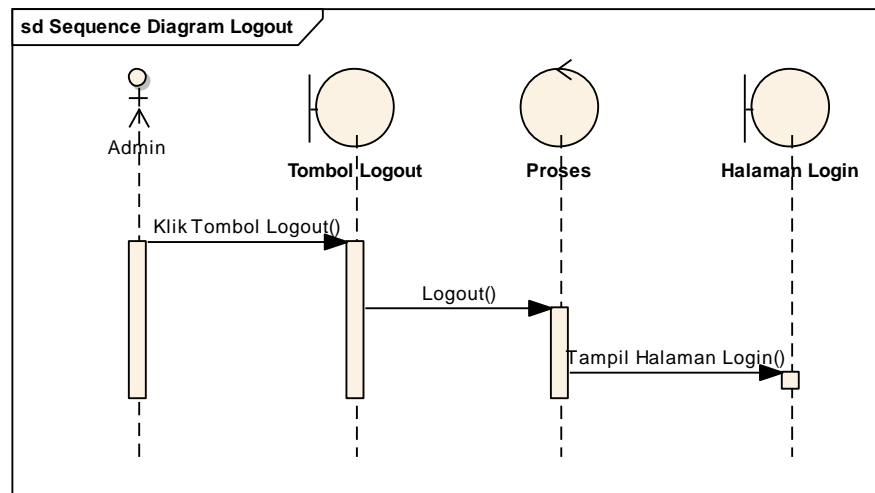 sd Sequence Diagram Logout
Admin
Tombol Logout
Proses
Halaman Login
Klik Tombol Logout()
Logout()
Tampil Halaman Login()